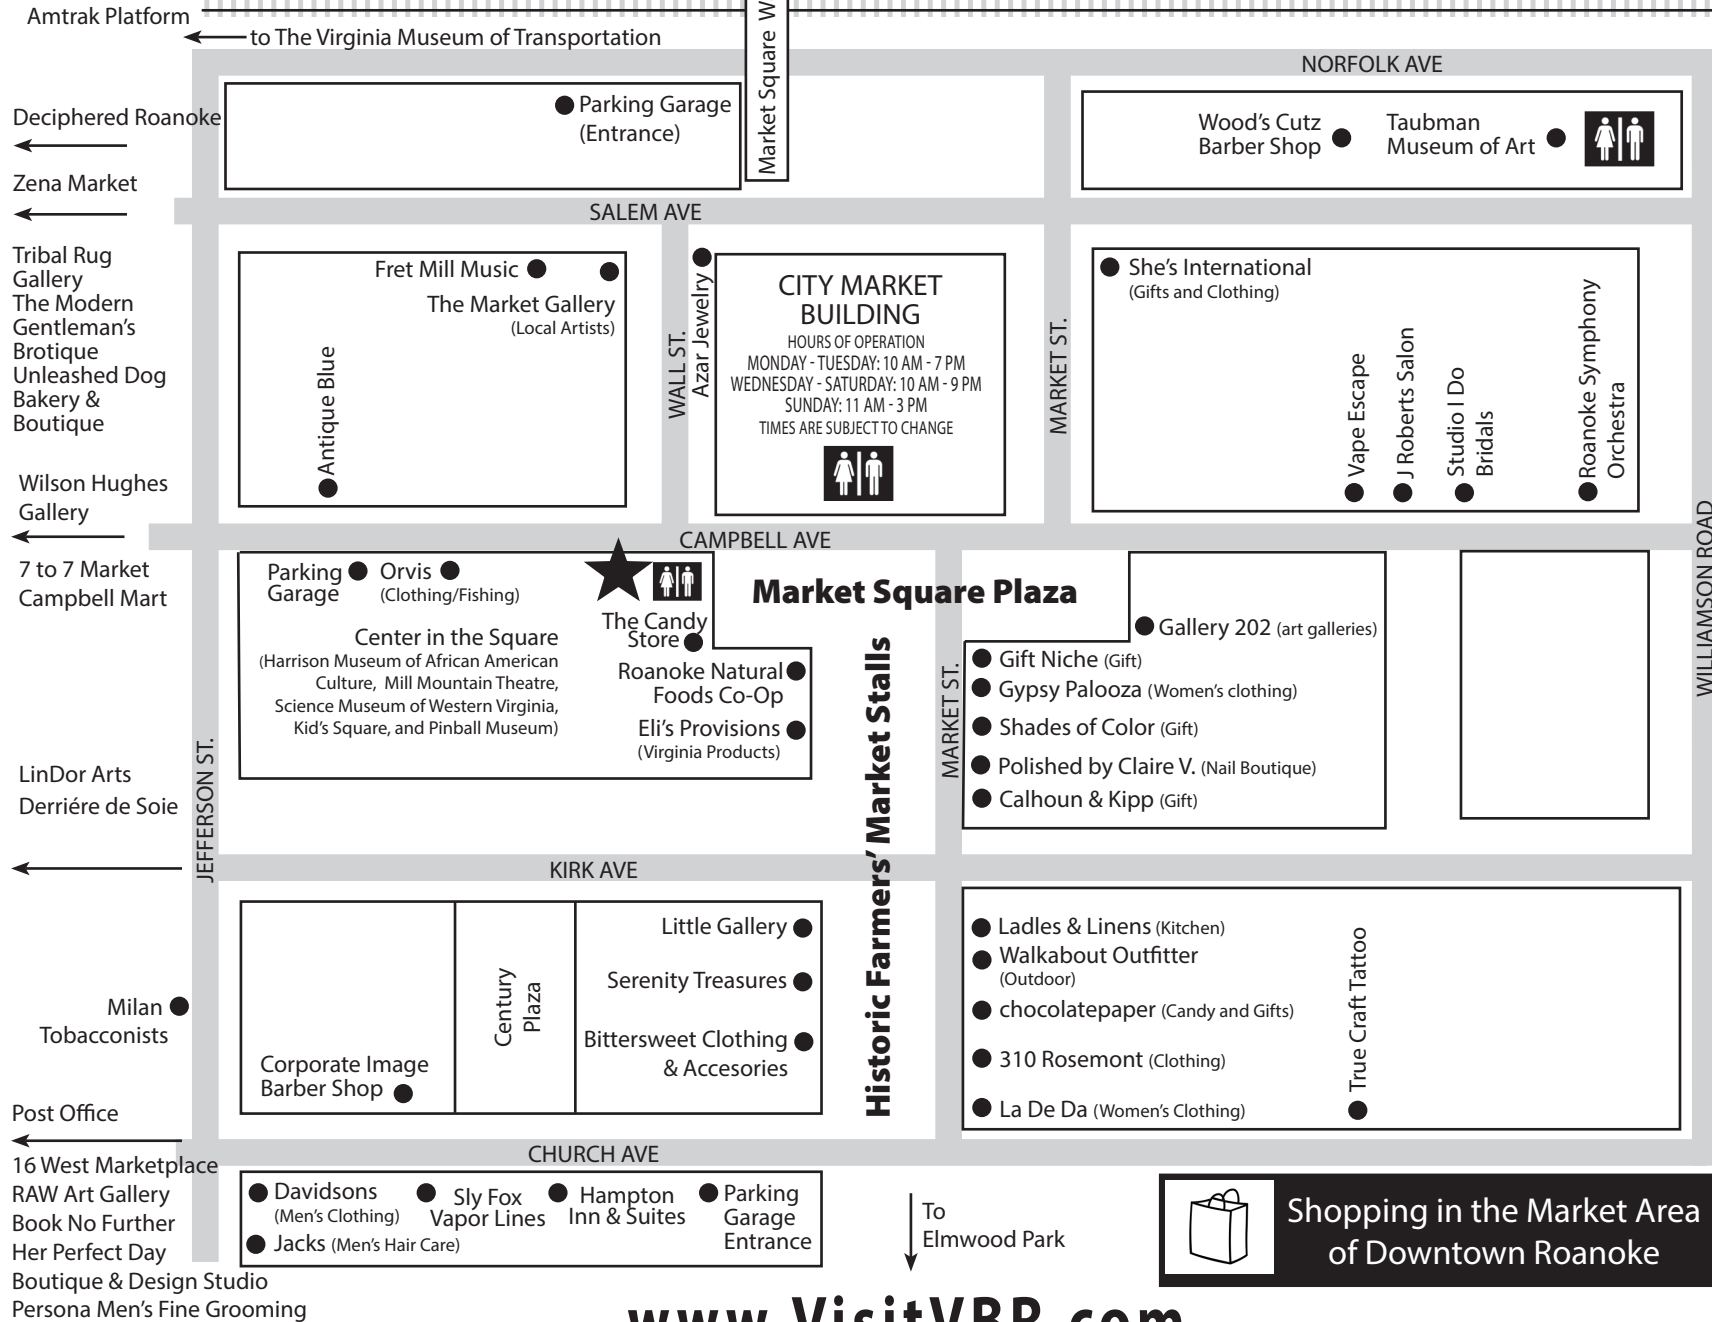 Amtrak Platform
to The Virginia Museum of Transportation
Market Square W
NORFOLK AVE
Deciphered Roanoke
Parking Garage
(Entrance)
Wood's Cutz
Barber Shop
Taubman
Museum of Art
Zena Market
SALEM AVE
Tribal Rug
Gallery
The Modern
Gentleman's
Brotique
Unleashed Dog
Bakery &
Boutique
Fret Mill Music
The Market Gallery
(Local Artists)
Antique Blue
WALL ST.
Azar Jewelry
CITY MARKET
BUILDING
HOURS OF OPERATION
MONDAY - TUESDAY: 10 AM - 7 PM
WEDNESDAY - SATURDAY: 10 AM - 9 PM
SUNDAY: 11 AM - 3 PM
TIMES ARE SUBJECT TO CHANGE
MARKET ST.
She's International
(Gifts and Clothing)
Vape Escape
J Roberts Salon
Studio I Do
Bridals
Roanoke Symphony
Orchestra
Wilson Hughes
Gallery
CAMPBELL AVE
WILLIAMSON ROAD
7 to 7 Market
Campbell Mart
Parking
Garage
Orvis
(Clothing/Fishing)
The Candy
Store
Center in the Square
(Harrison Museum of African American
Culture, Mill Mountain Theatre,
Science Museum of Western Virginia,
Kid's Square, and Pinball Museum)
Roanoke Natural
Foods Co-Op
Eli's Provisions
(Virginia Products)
Market Square Plaza
Historic Farmers' Market Stalls
MARKET ST.
Gallery 202 (art galleries)
Gift Niche (Gift)
Gypsy Palooza (Women's clothing)
Shades of Color (Gift)
Polished by Claire V. (Nail Boutique)
Calhoun & Kipp (Gift)
LinDor Arts
Derriére de Soie
JEFFERSON ST.
KIRK AVE
Milan
Tobacconists
Corporate Image
Barber Shop
Century
Plaza
Little Gallery
Serenity Treasures
Bittersweet Clothing
& Accesories
Ladles & Linens (Kitchen)
Walkabout Outfitter
(Outdoor)
chocolatepaper (Candy and Gifts)
310 Rosemont (Clothing)
La De Da (Women's Clothing)
True Craft Tattoo
Post Office
CHURCH AVE
16 West Marketplace
RAW Art Gallery
Book No Further
Her Perfect Day
Boutique & Design Studio
Persona Men's Fine Grooming
Davidsons
(Men's Clothing)
Jacks (Men's Hair Care)
Sly Fox
Vapor Lines
Hampton
Inn & Suites
Parking
Garage
Entrance
To
Elmwood Park
Shopping in the Market Area
of Downtown Roanoke
www.VisitVBR.com